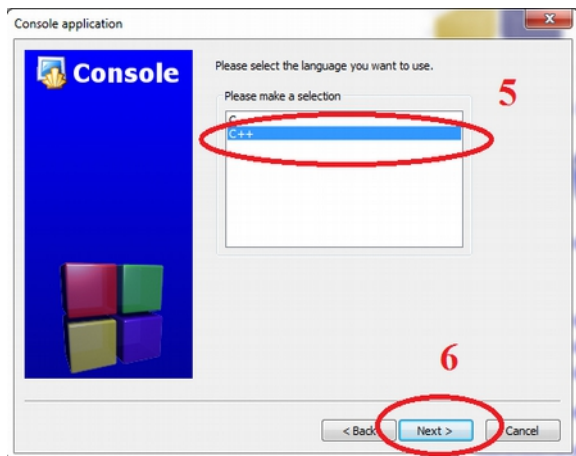 Console application
Console
Please select the language you want to use.
Please make a selection
5
C
C++
6
< Back
Next >
Cancel